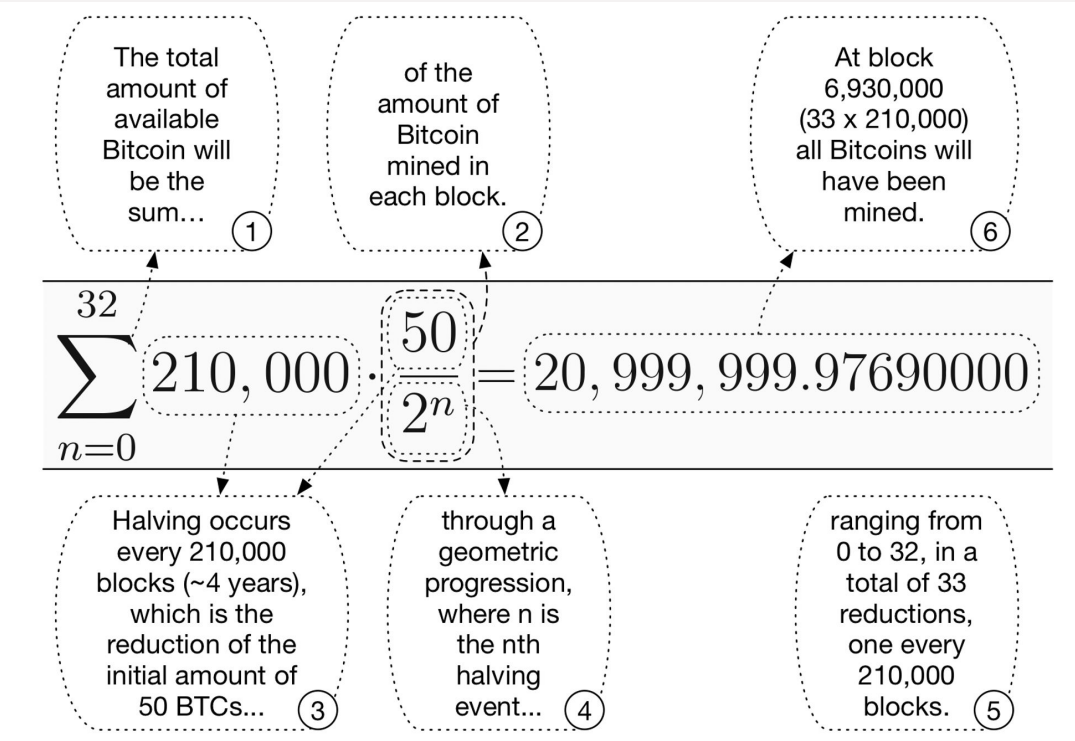 The total
amount of
available
Bitcoin will
be the
sum...
1
of the
amount of
Bitcoin
mined in
each block.
2
At block
6,930,000
(33 x 210,000)
all Bitcoins will
have been
mined.
6
32
∑ 210,000 · 50/2ⁿ = 20,999,999.97690000
n=0
Halving occurs
every 210,000
blocks (~4 years),
which is the
reduction of the
initial amount of
50 BTCs...
3
through a
geometric
progression,
where n is
the nth
halving
event...
4
ranging from
0 to 32, in a
total of 33
reductions,
one every
210,000
blocks.
5